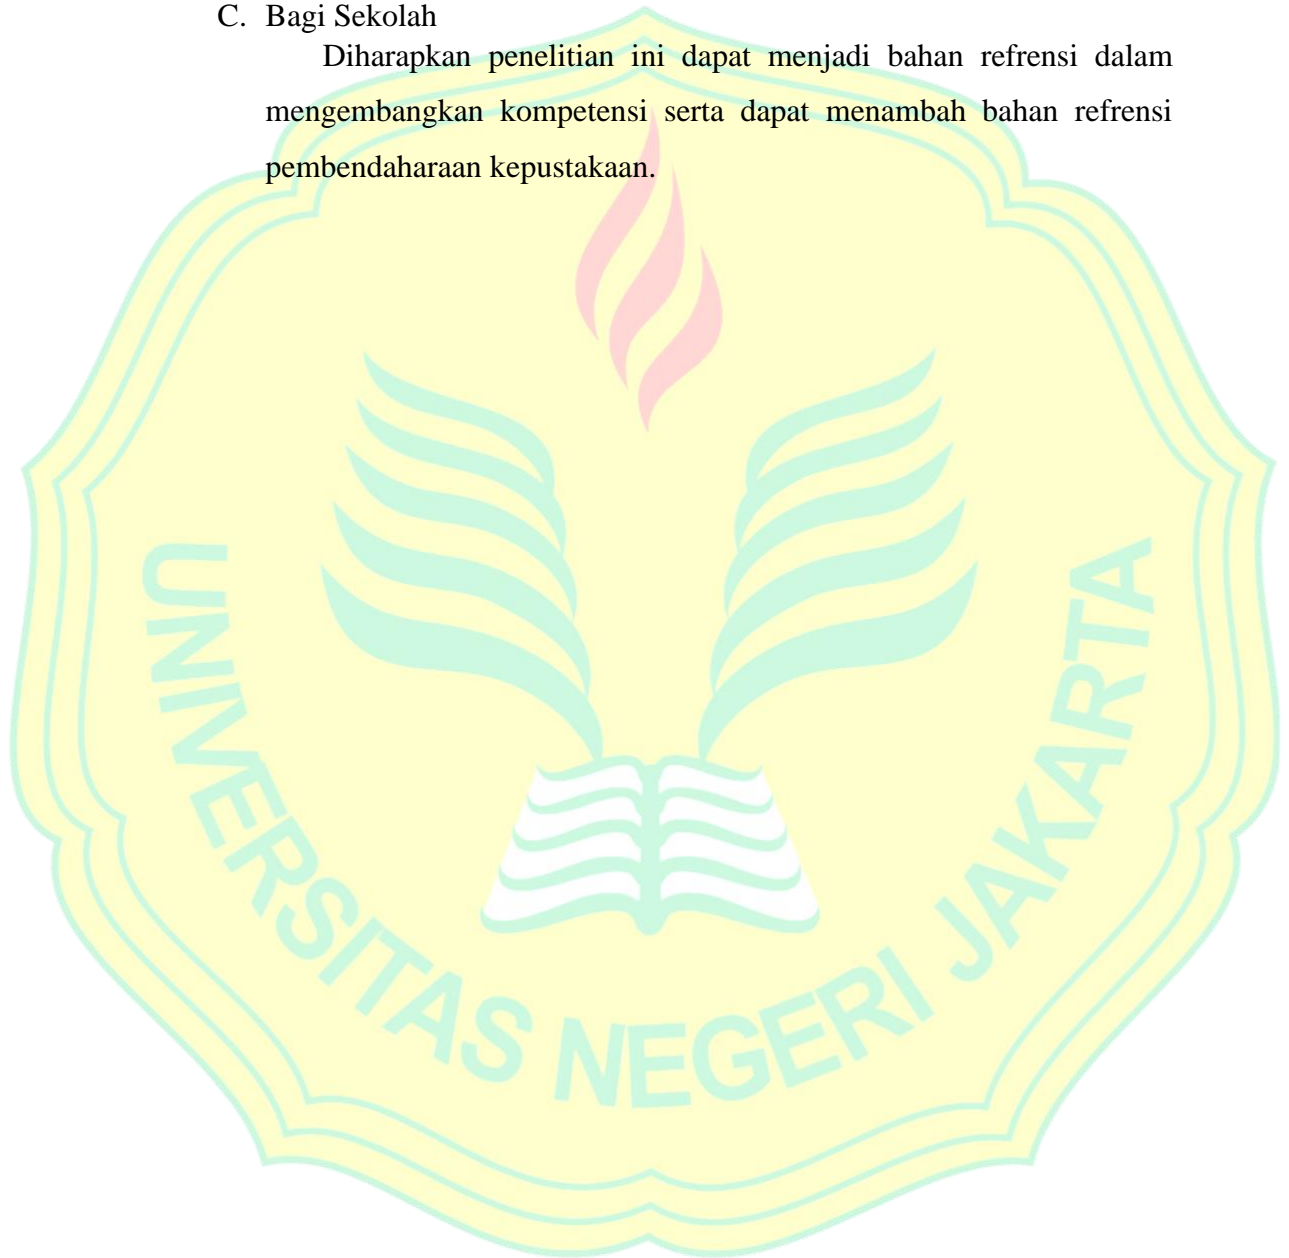 C. Bagi Sekolah
Diharapkan penelitian ini dapat menjadi bahan refrensi dalam
mengembangkan kompetensi serta dapat menambah bahan refrensi
pembendaharaan kepustakaan.
UNIVERSITAS NEGERI JAKARTA